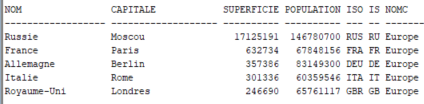 NOM CAPITALE SUPERFICIE POPULATION ISO IS NOMC
Russie Moscou 17125191 146780700 RUS RU Europe
France Paris 632734 67848156 FRA FR Europe
Allemagne Berlin 357386 83149300 DEU DE Europe
Italie Rome 301336 60359546 ITA IT Europe
Royaume-Uni Londres 246690 65761117 GBR GB Europe